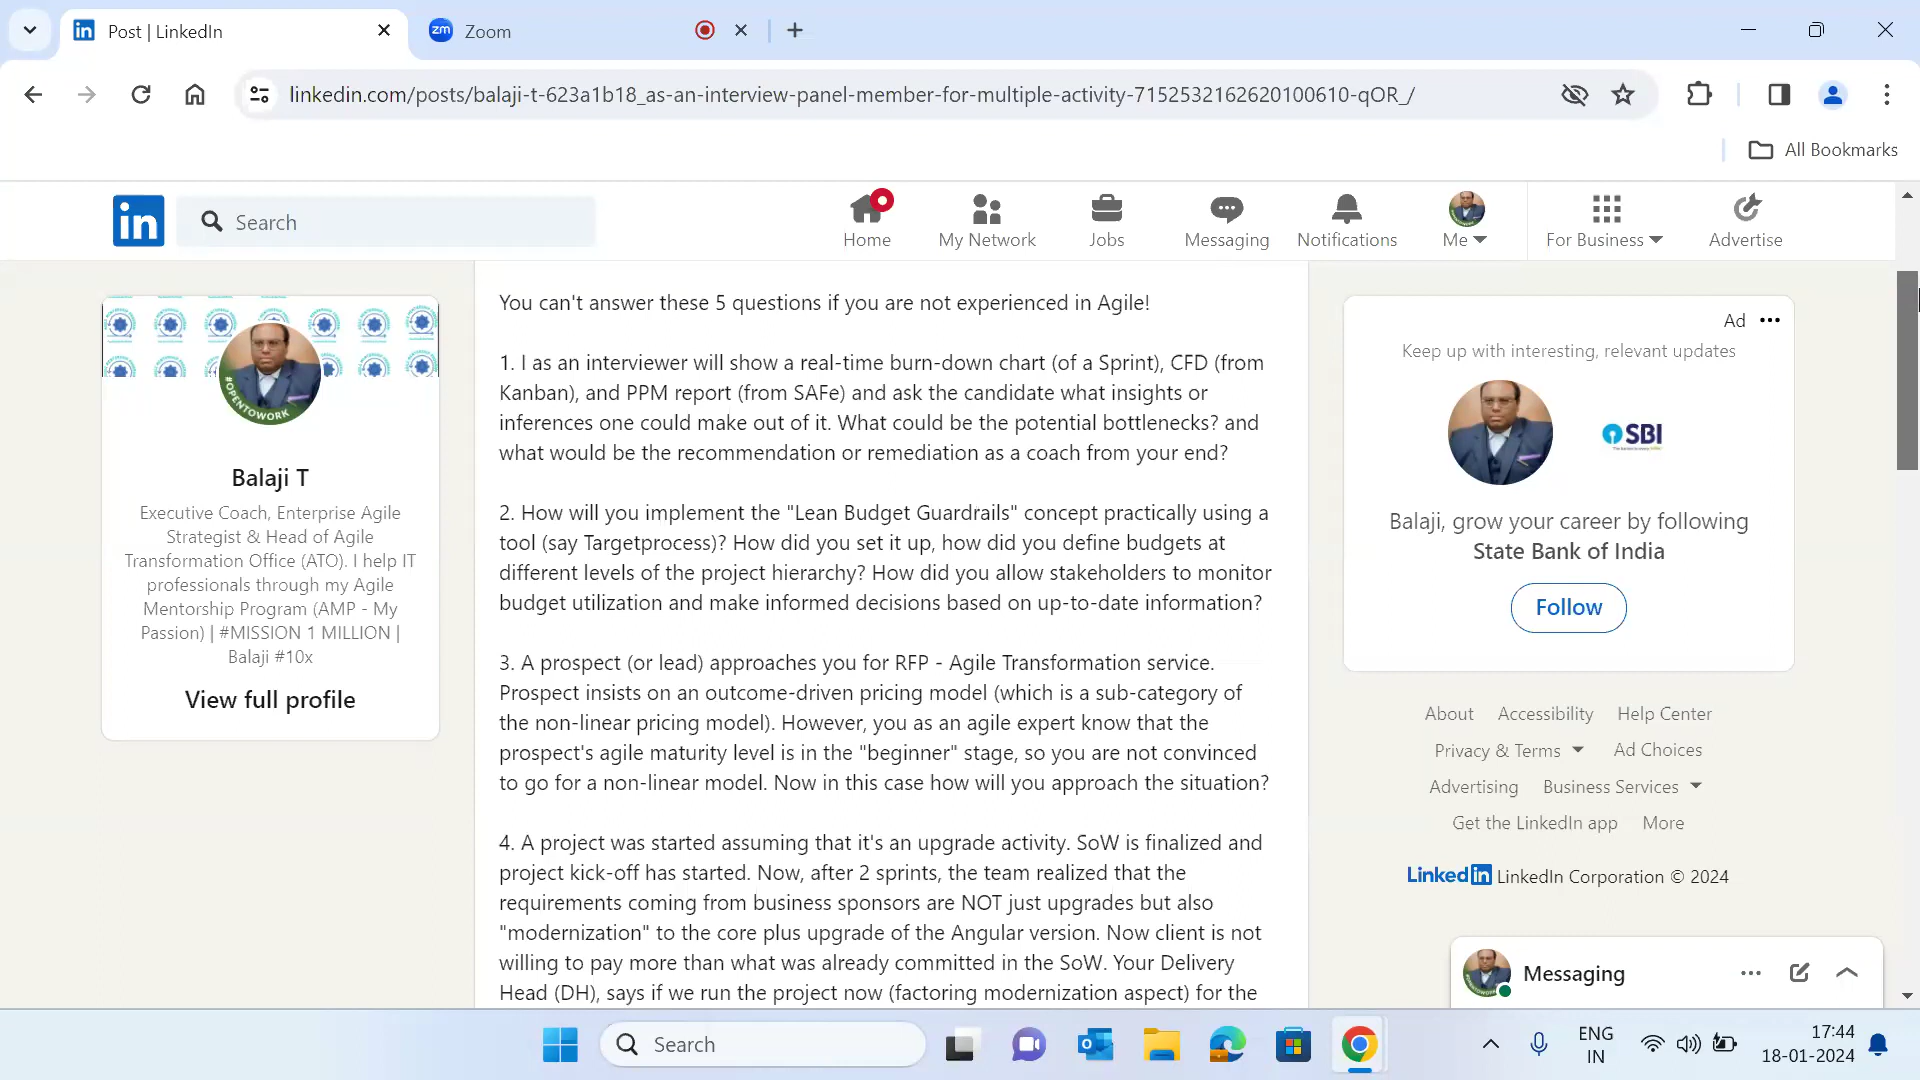 Post | LinkedIn
zm
Zoom
linkedin.com/posts/balaji-t-623a1b18_as-an-interview-panel-member-for-multiple-activity-7152532162620100610-qOR_/
All Bookmarks
in
Search
Home
My Network
Jobs
Messaging
Notifications
Me
For Business
Advertise
#OPENTOWORK
Balaji T
Executive Coach, Enterprise Agile
Strategist & Head of Agile
Transformation Office (ATO). I help IT
professionals through my Agile
Mentorship Program (AMP - My
Passion) | #MISSION 1 MILLION |
Balaji #10x
View full profile
You can't answer these 5 questions if you are not experienced in Agile!
1. I as an interviewer will show a real-time burn-down chart (of a Sprint), CFD (from
Kanban), and PPM report (from SAFe) and ask the candidate what insights or
inferences one could make out of it. What could be the potential bottlenecks? and
what would be the recommendation or remediation as a coach from your end?
2. How will you implement the "Lean Budget Guardrails" concept practically using a
tool (say Targetprocess)? How did you set it up, how did you define budgets at
different levels of the project hierarchy? How did you allow stakeholders to monitor
budget utilization and make informed decisions based on up-to-date information?
3. A prospect (or lead) approaches you for RFP - Agile Transformation service.
Prospect insists on an outcome-driven pricing model (which is a sub-category of
the non-linear pricing model). However, you as an agile expert know that the
prospect's agile maturity level is in the "beginner" stage, so you are not convinced
to go for a non-linear model. Now in this case how will you approach the situation?
4. A project was started assuming that it's an upgrade activity. SoW is finalized and
project kick-off has started. Now, after 2 sprints, the team realized that the
requirements coming from business sponsors are NOT just upgrades but also
"modernization" to the core plus upgrade of the Angular version. Now client is not
willing to pay more than what was already committed in the SoW. Your Delivery
Head (DH), says if we run the project now (factoring modernization aspect) for the
Ad
Keep up with interesting, relevant updates
SBI
Balaji, grow your career by following
State Bank of India
Follow
About Accessibility Help Center
Privacy & Terms Ad Choices
Advertising Business Services
Get the LinkedIn app More
Linked in LinkedIn Corporation © 2024
Messaging
Search
ENG
IN
17:44
18-01-2024